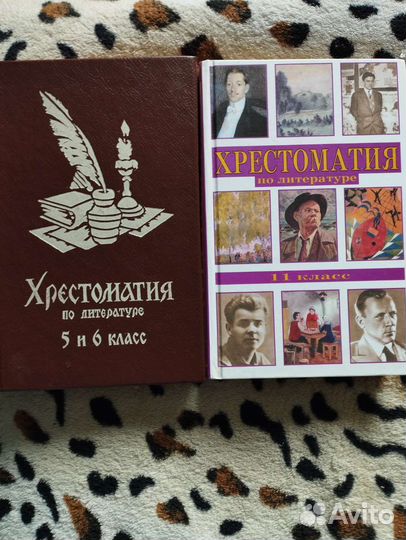 Хрестоматия
по литературе
5 и 6 класс
ХРЕСТОМАТИЯ
по литературе
11 класс
Avito